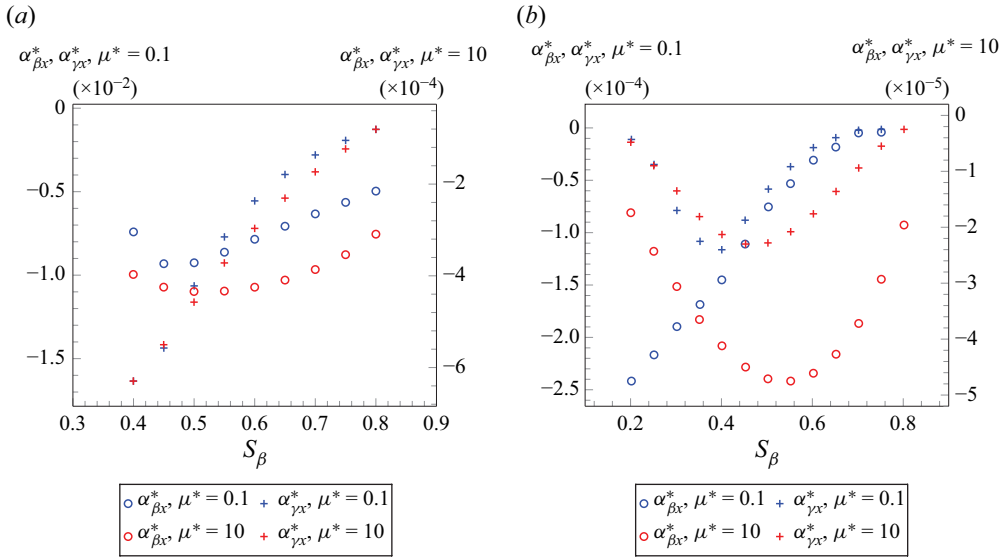 (a)
(b)
α*βx, α*γx, μ* = 0.1
α*βx, α*γx, μ* = 10
(×10−2)
(×10−4)
0
−0.5
−1.0
−1.5
−2
−4
−6
0.3 0.4 0.5 0.6 0.7 0.8 0.9
Sβ
α*βx, μ* = 0.1 α*γx, μ* = 0.1
α*βx, μ* = 10 α*γx, μ* = 10
α*βx, α*γx, μ* = 0.1
α*βx, α*γx, μ* = 10
(×10−4)
(×10−5)
0
−0.5
−1.0
−1.5
−2.0
−2.5
0
−1
−2
−3
−4
−5
0.2 0.4 0.6 0.8
Sβ
α*βx, μ* = 0.1 α*γx, μ* = 0.1
α*βx, μ* = 10 α*γx, μ* = 10